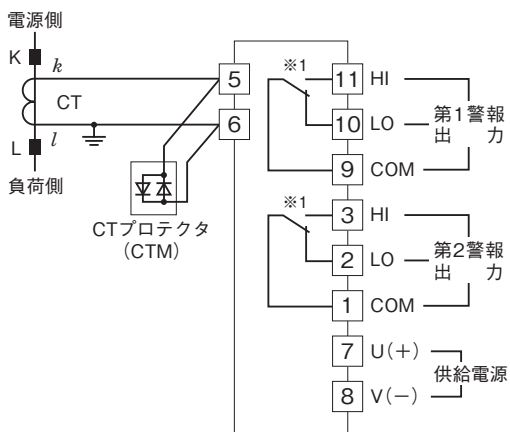 電源側
K
k
CT
L
l
負荷側
CTプロテクタ
(CTM)
5
6
※1
11 HI
10 LO
9 COM
第1警報
出 力
※1
3 HI
2 LO
1 COM
第2警報
出 力
7 U(+)
8 V(−)
供給電源